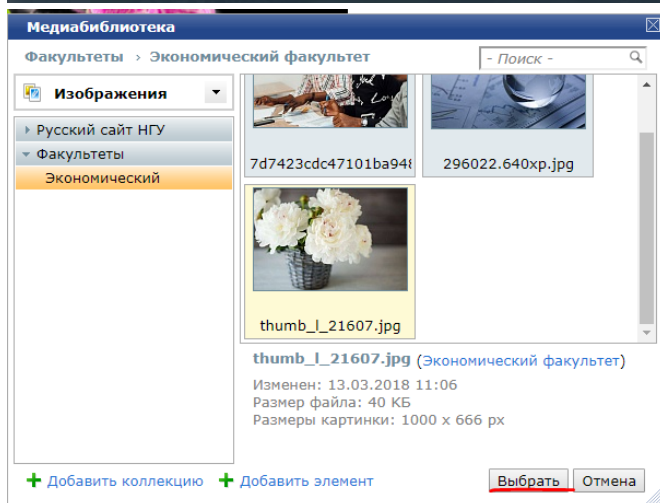 Медиабиблиотека
Факультеты › Экономический факультет
- Поиск -
Изображения
Русский сайт НГУ
Факультеты
Экономический
7d7423cdc47101ba948
296022.640xp.jpg
thumb_l_21607.jpg
thumb_l_21607.jpg (Экономический факультет)
Изменен: 13.03.2018 11:06
Размер файла: 40 КБ
Размеры картинки: 1000 x 666 px
Добавить коллекцию
Добавить элемент
Выбрать
Отмена